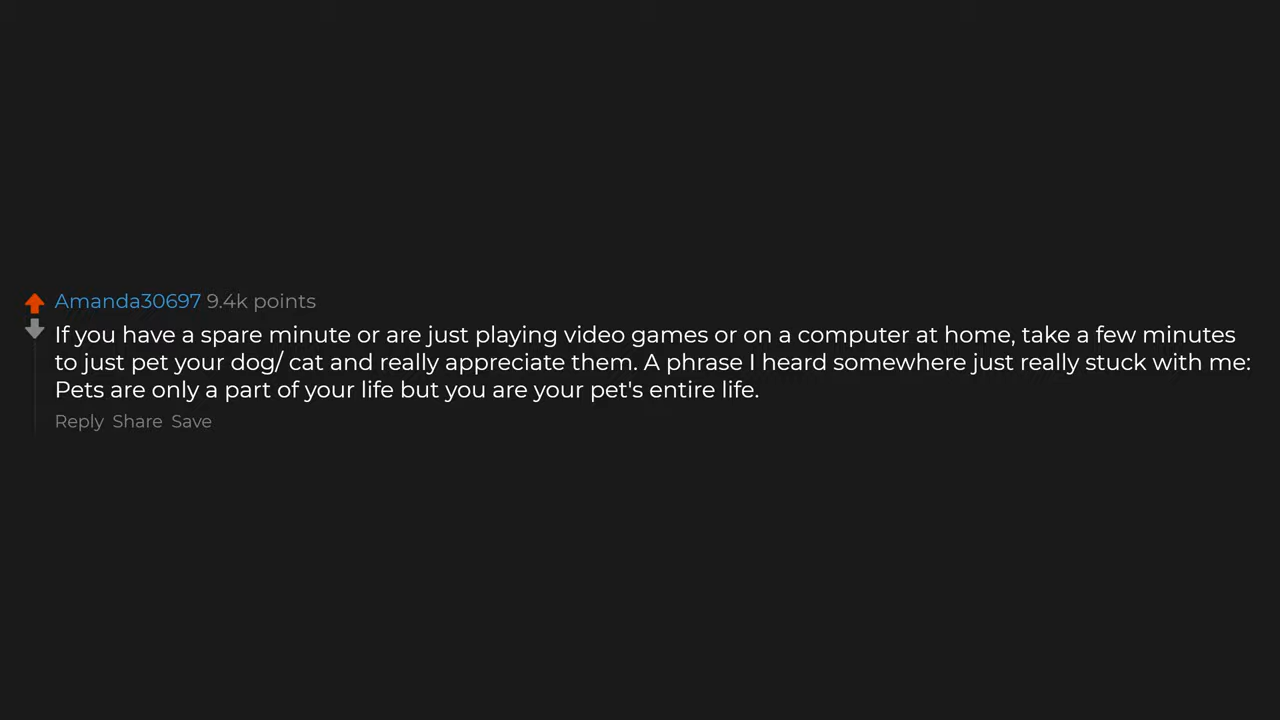 Amanda30697 9.4k points
If you have a spare minute or are just playing video games or on a computer at home, take a few minutes
to just pet your dog/ cat and really appreciate them. A phrase I heard somewhere just really stuck with me:
Pets are only a part of your life but you are your pet's entire life.
Reply Share Save